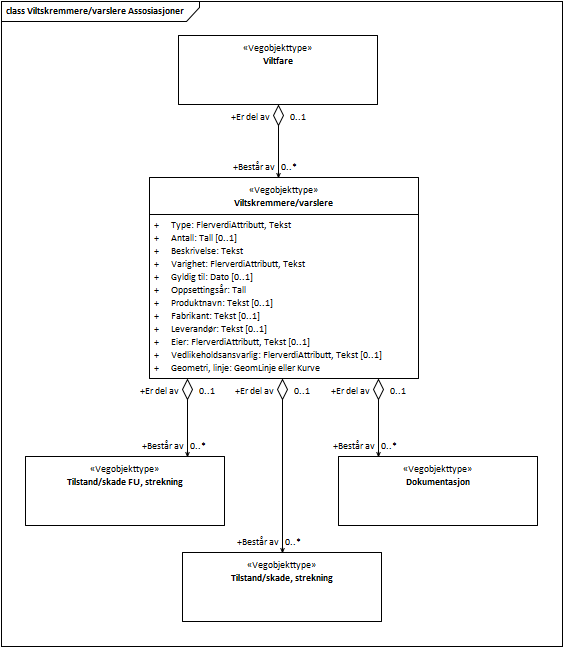 class Viltskremmere/varslere Assosiasjoner
«Vegobjekttype»
Viltfare
+Er del av 0..1
+Består av 0..*
«Vegobjekttype»
Viltskremmere/varslere
+ Type: FlerverdiAttributt, Tekst
+ Antall: Tall [0..1]
+ Beskrivelse: Tekst
+ Varighet: FlerverdiAttributt, Tekst
+ Gyldig til: Dato [0..1]
+ Oppsettingsår: Tall
+ Produktnavn: Tekst [0..1]
+ Fabrikant: Tekst [0..1]
+ Leverandør: Tekst [0..1]
+ Eier: FlerverdiAttributt, Tekst [0..1]
+ Vedlikeholdsansvarlig: FlerverdiAttributt, Tekst [0..1]
+ Geometri, linje: GeomLinje eller Kurve
+Er del av 0..1 +Er del av 0..1 +Er del av 0..1
+Består av 0..* +Består av 0..*
«Vegobjekttype» «Vegobjekttype»
Tilstand/skade FU, strekning Dokumentasjon
+Består av 0..*
«Vegobjekttype»
Tilstand/skade, strekning